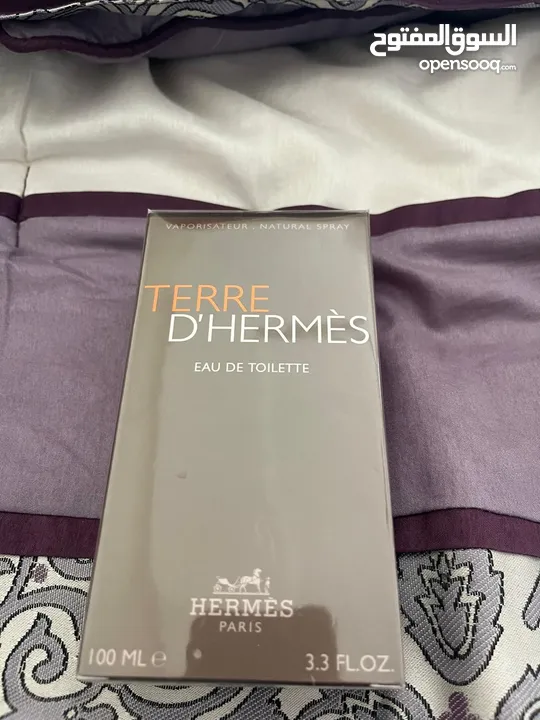 السوق المفتوح
opensooq.com
VAPORISATEUR . NATURAL SPRAY
TERRE
D'HERMÈS
EAU DE TOILETTE
HERMÈS
PARIS
100 ML e 3.3 FL.OZ.